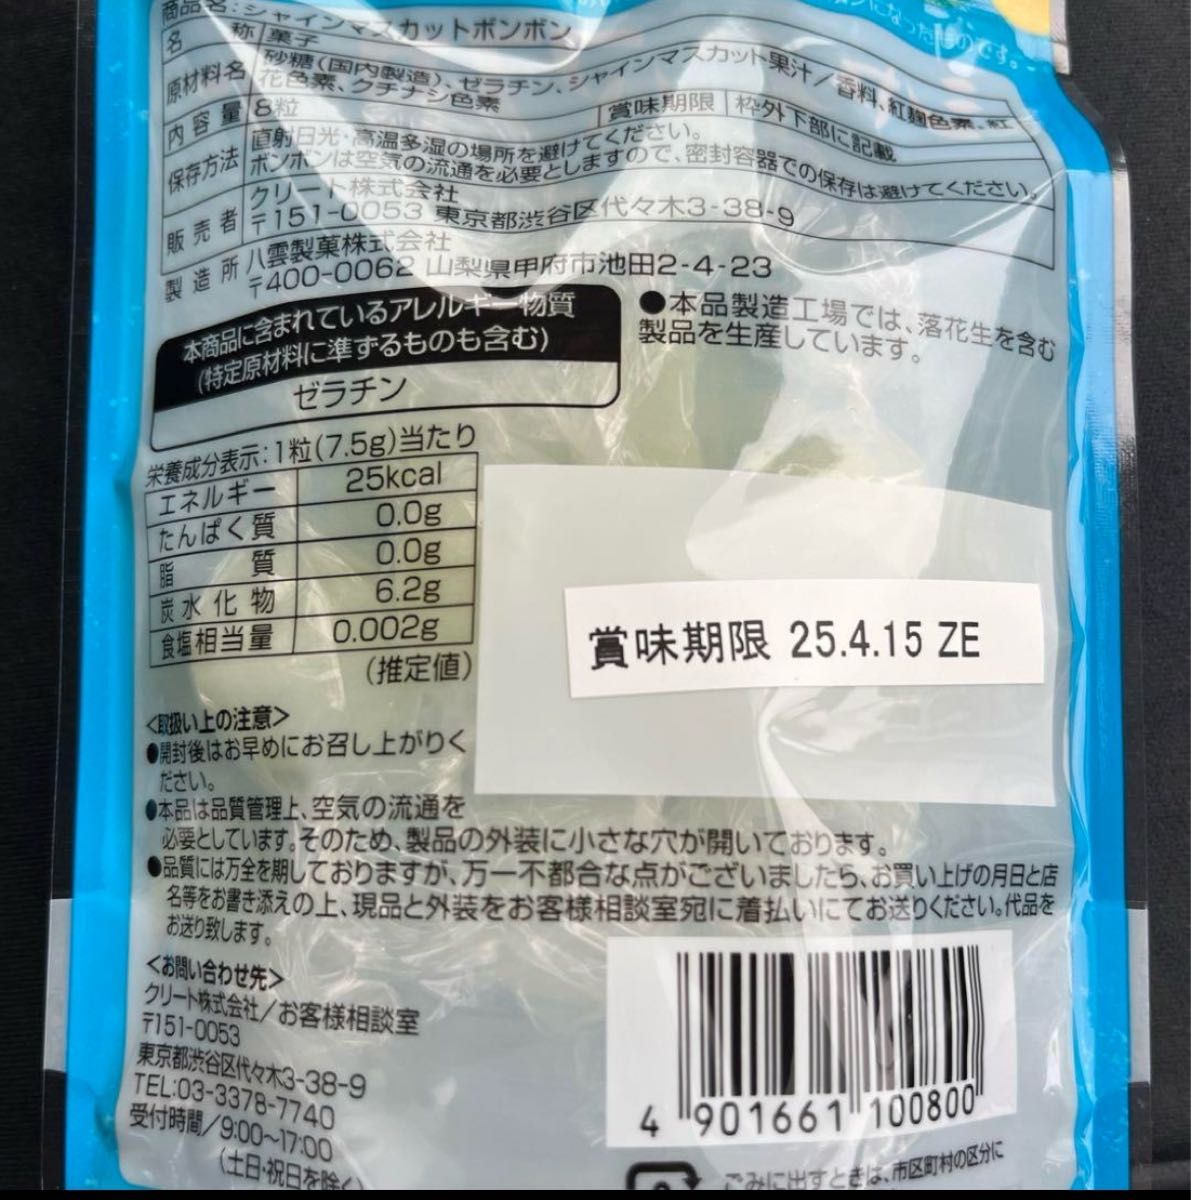 になった
のです。
商品名：シャインマスカットボンボン
名称 菓子
原材料名 砂糖(国内製造)、ゼラチン、シャインマスカット果汁／香料、紅麹色素、紅
花色素、クチナシ色素
内容量 8粒 賞味期限 枠外下部に記載
保存方法 直射日光・高温多湿の場所を避けてください。
ボンボンは空気の流通を必要としますので、密封容器での保存は避けてください。
販売者 クリート株式会社
〒151-0053 東京都渋谷区代々木3-38-9
製造所 八雲製菓株式会社
〒400-0062 山梨県甲府市池田2-4-23
本商品に含まれているアレルギー物質
(特定原材料に準ずるものも含む)
ゼラチン
●本品製造工場では、落花生を含む
製品を生産しています。
栄養成分表示：1粒(7.5g)当たり
エネルギー 25kcal
たんぱく質 0.0g
脂質 0.0g
炭水化物 6.2g
食塩相当量 0.002g
(推定値)
賞味期限 25.4.15 ZE
<取扱い上の注意>
●開封後はお早めにお召し上がりく
ださい。
●本品は品質管理上、空気の流通を
必要としています。そのため、製品の外装に小さな穴が開いております。
●品質には万全を期しておりますが、万一不都合な点がございましたら、お買い上げの月日と店
名等をお書き添えの上、現品と外装をお客様相談室宛に着払いにてお送りください。代品を
お送り致します。
<お問い合わせ先>
クリート株式会社／お客様相談室
〒151-0053
東京都渋谷区代々木3-38-9
TEL:03-3378-7740
受付時間／9:00〜17:00
(土日・祝日を除く)
4 901661 100800
ごみに出すときは、市区町村の区分に